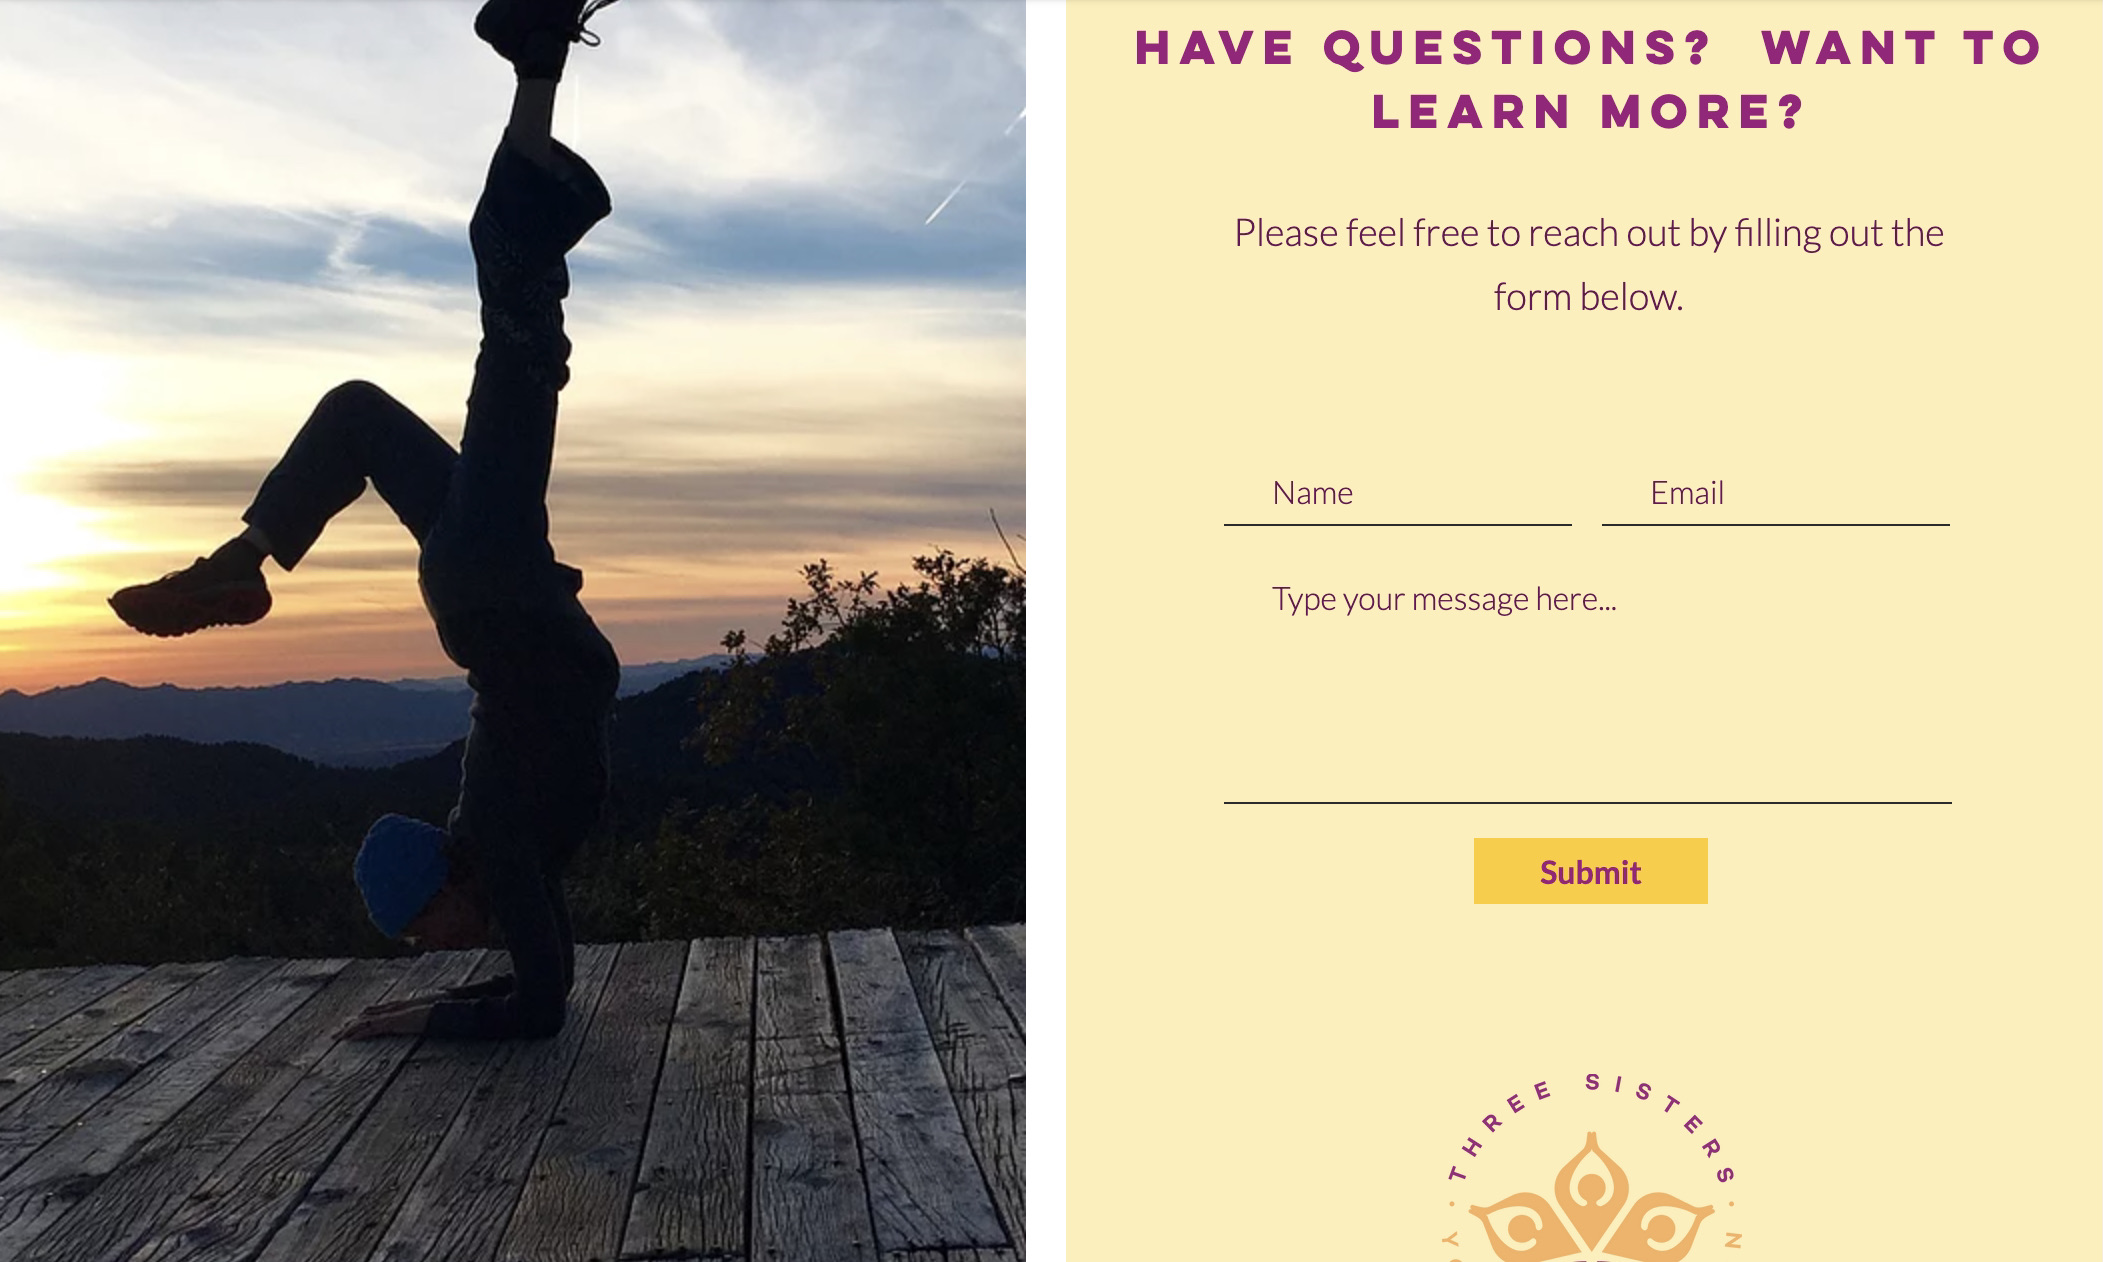 HAVE QUESTIONS? WANT TO
LEARN MORE?
Please feel free to reach out by filling out the
form below.
Name
Email
Type your message here...
Submit
· THREE SISTERS ·